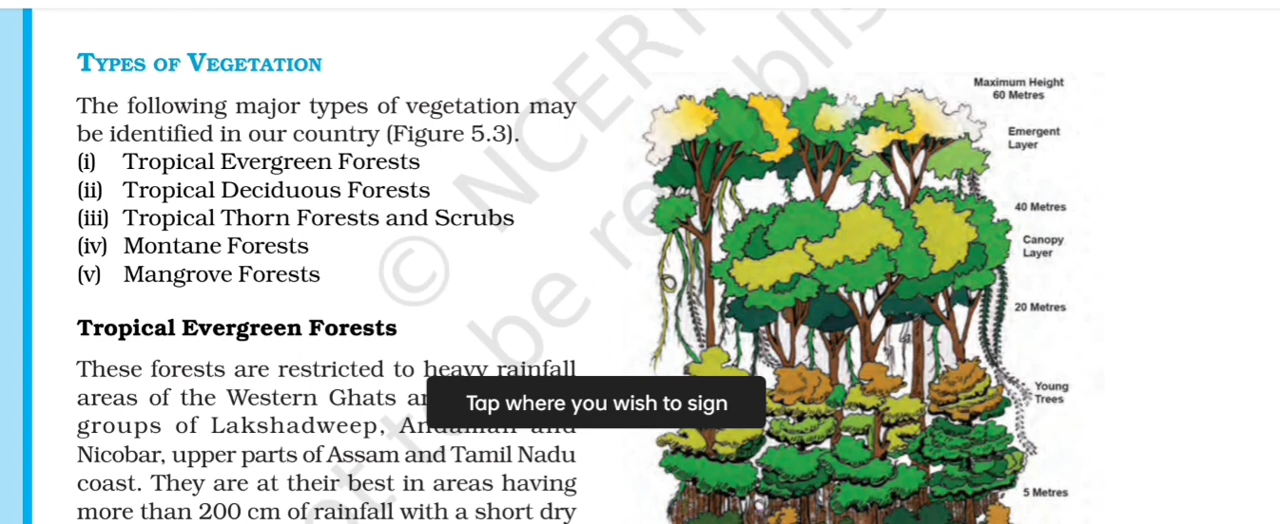 TYPES OF VEGETATION
The following major types of vegetation may
be identified in our country (Figure 5.3).
(i) Tropical Evergreen Forests
(ii) Tropical Deciduous Forests
(iii) Tropical Thorn Forests and Scrubs
(iv) Montane Forests
(v) Mangrove Forests
Tropical Evergreen Forests
These forests are restricted to heavy rainfall
areas of the Western Ghats
groups of Lakshadweep, Andaman and
Nicobar, upper parts of Assam and Tamil Nadu
coast. They are at their best in areas having
more than 200 cm of rainfall with a short dry
Tap where you wish to sign
Maximum Height
60 Metres
Emergent
Layer
40 Metres
Canopy
Layer
20 Metres
Young
Trees
5 Metres
© NCERT
be